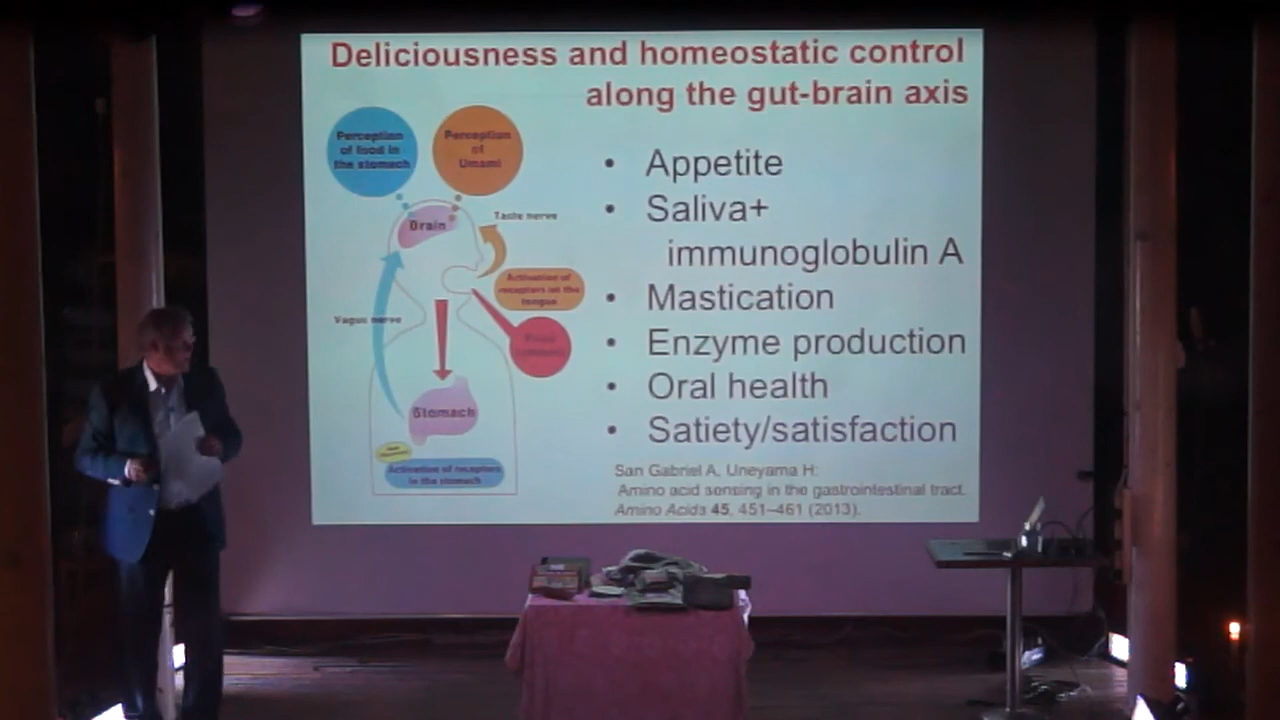 Deliciousness and homeostatic control
along the gut-brain axis
Perception
of food in
the stomach
Perception
of
Umami
Brain
Taste nerve
Activation of
receptors on the
tongue
Vagus nerve
Stomach
Activation of receptors
in the stomach
• Appetite
• Saliva+
immunoglobulin A
• Mastication
• Enzyme production
• Oral health
• Satiety/satisfaction
San Gabriel A, Uneyama H:
Amino acid sensing in the gastrointestinal tract.
Amino Acids 45, 451–461 (2013).